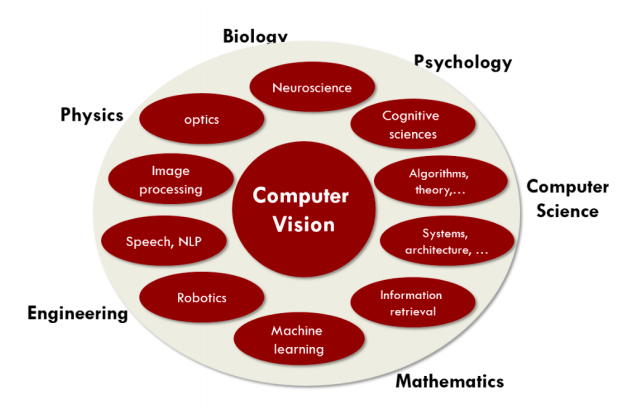 Biology
Psychology
Neuroscience
Physics
optics
Cognitive
sciences
Image
processing
Algorithms,
theory,...
Computer
Vision
Computer
Science
Speech, NLP
Systems,
architecture, ...
Robotics
Information
retrieval
Engineering
Machine
learning
Mathematics